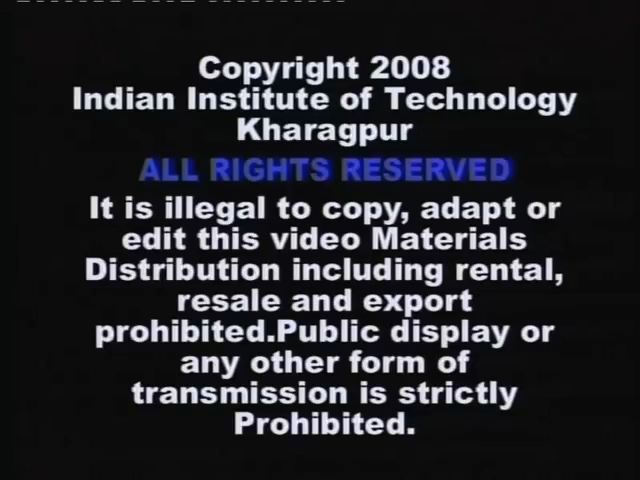 Copyright 2008
Indian Institute of Technology
Kharagpur
ALL RIGHTS RESERVED
It is illegal to copy, adapt or
edit this video Materials
Distribution including rental,
resale and export
prohibited.Public display or
any other form of
transmission is strictly
Prohibited.